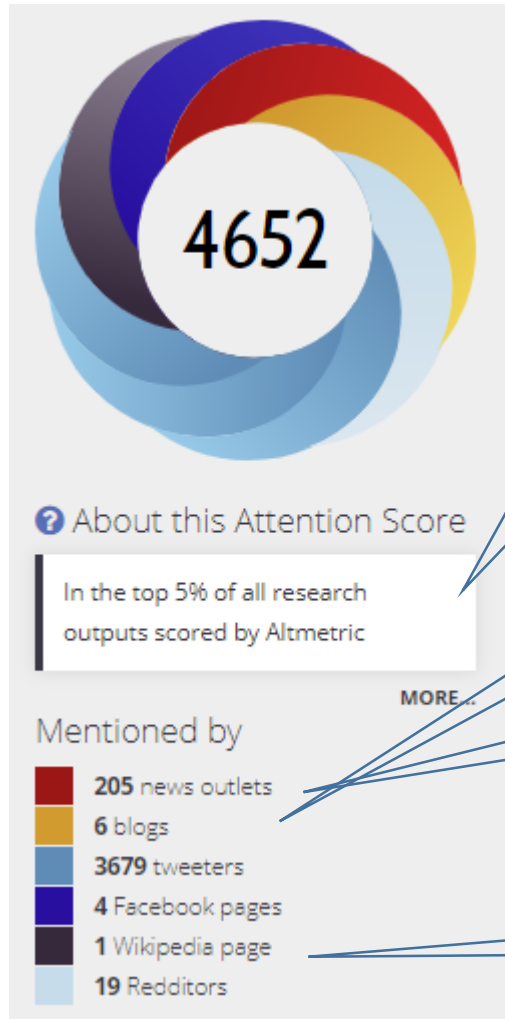 4652
? About this Attention Score
In the top 5% of all research
outputs scored by Altmetric
MORE...
Mentioned by
205 news outlets
6 blogs
3679 tweeters
4 Facebook pages
1 Wikipedia page
19 Redditors